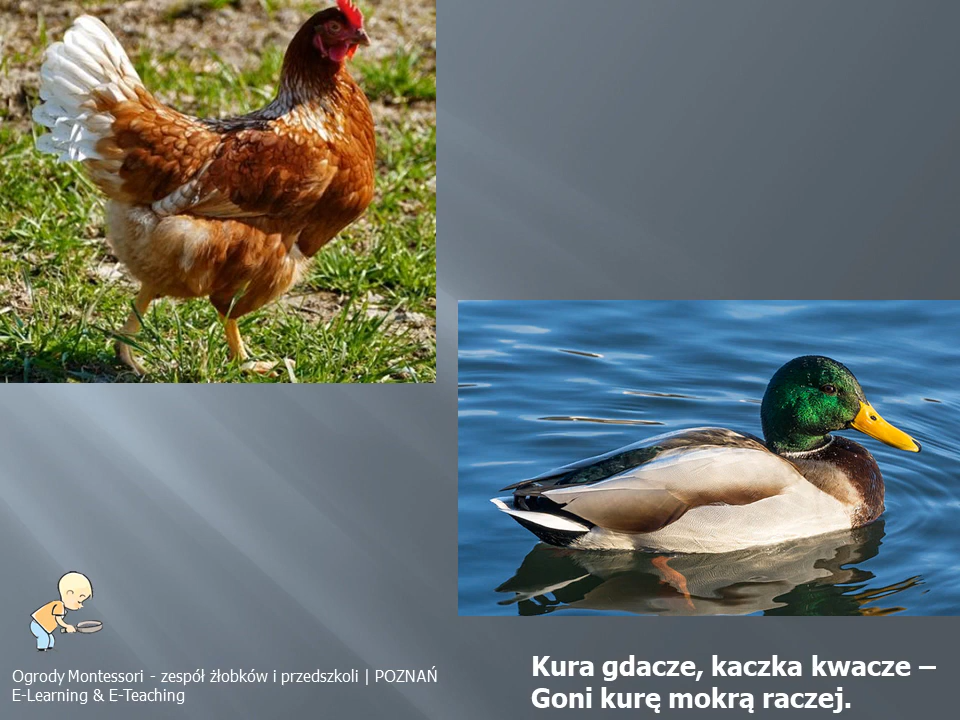 Ogrody Montessori - zespół żłobków i przedszkoli | POZNAŃ
E-Learning & E-Teaching
Kura gdacze, kaczka kwacze –
Goni kurę mokrą raczej.